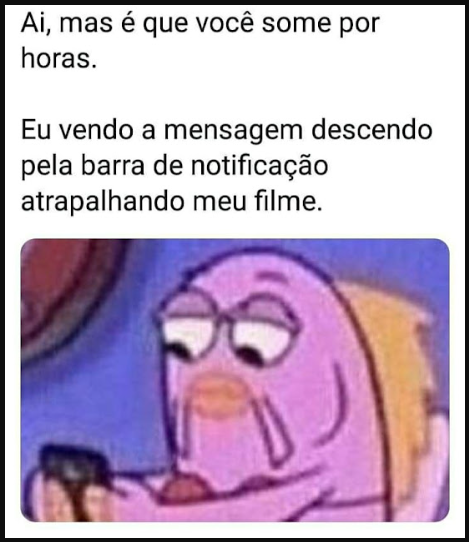 Ai, mas é que você some por
horas.
Eu vendo a mensagem descendo
pela barra de notificação
atrapalhando meu filme.